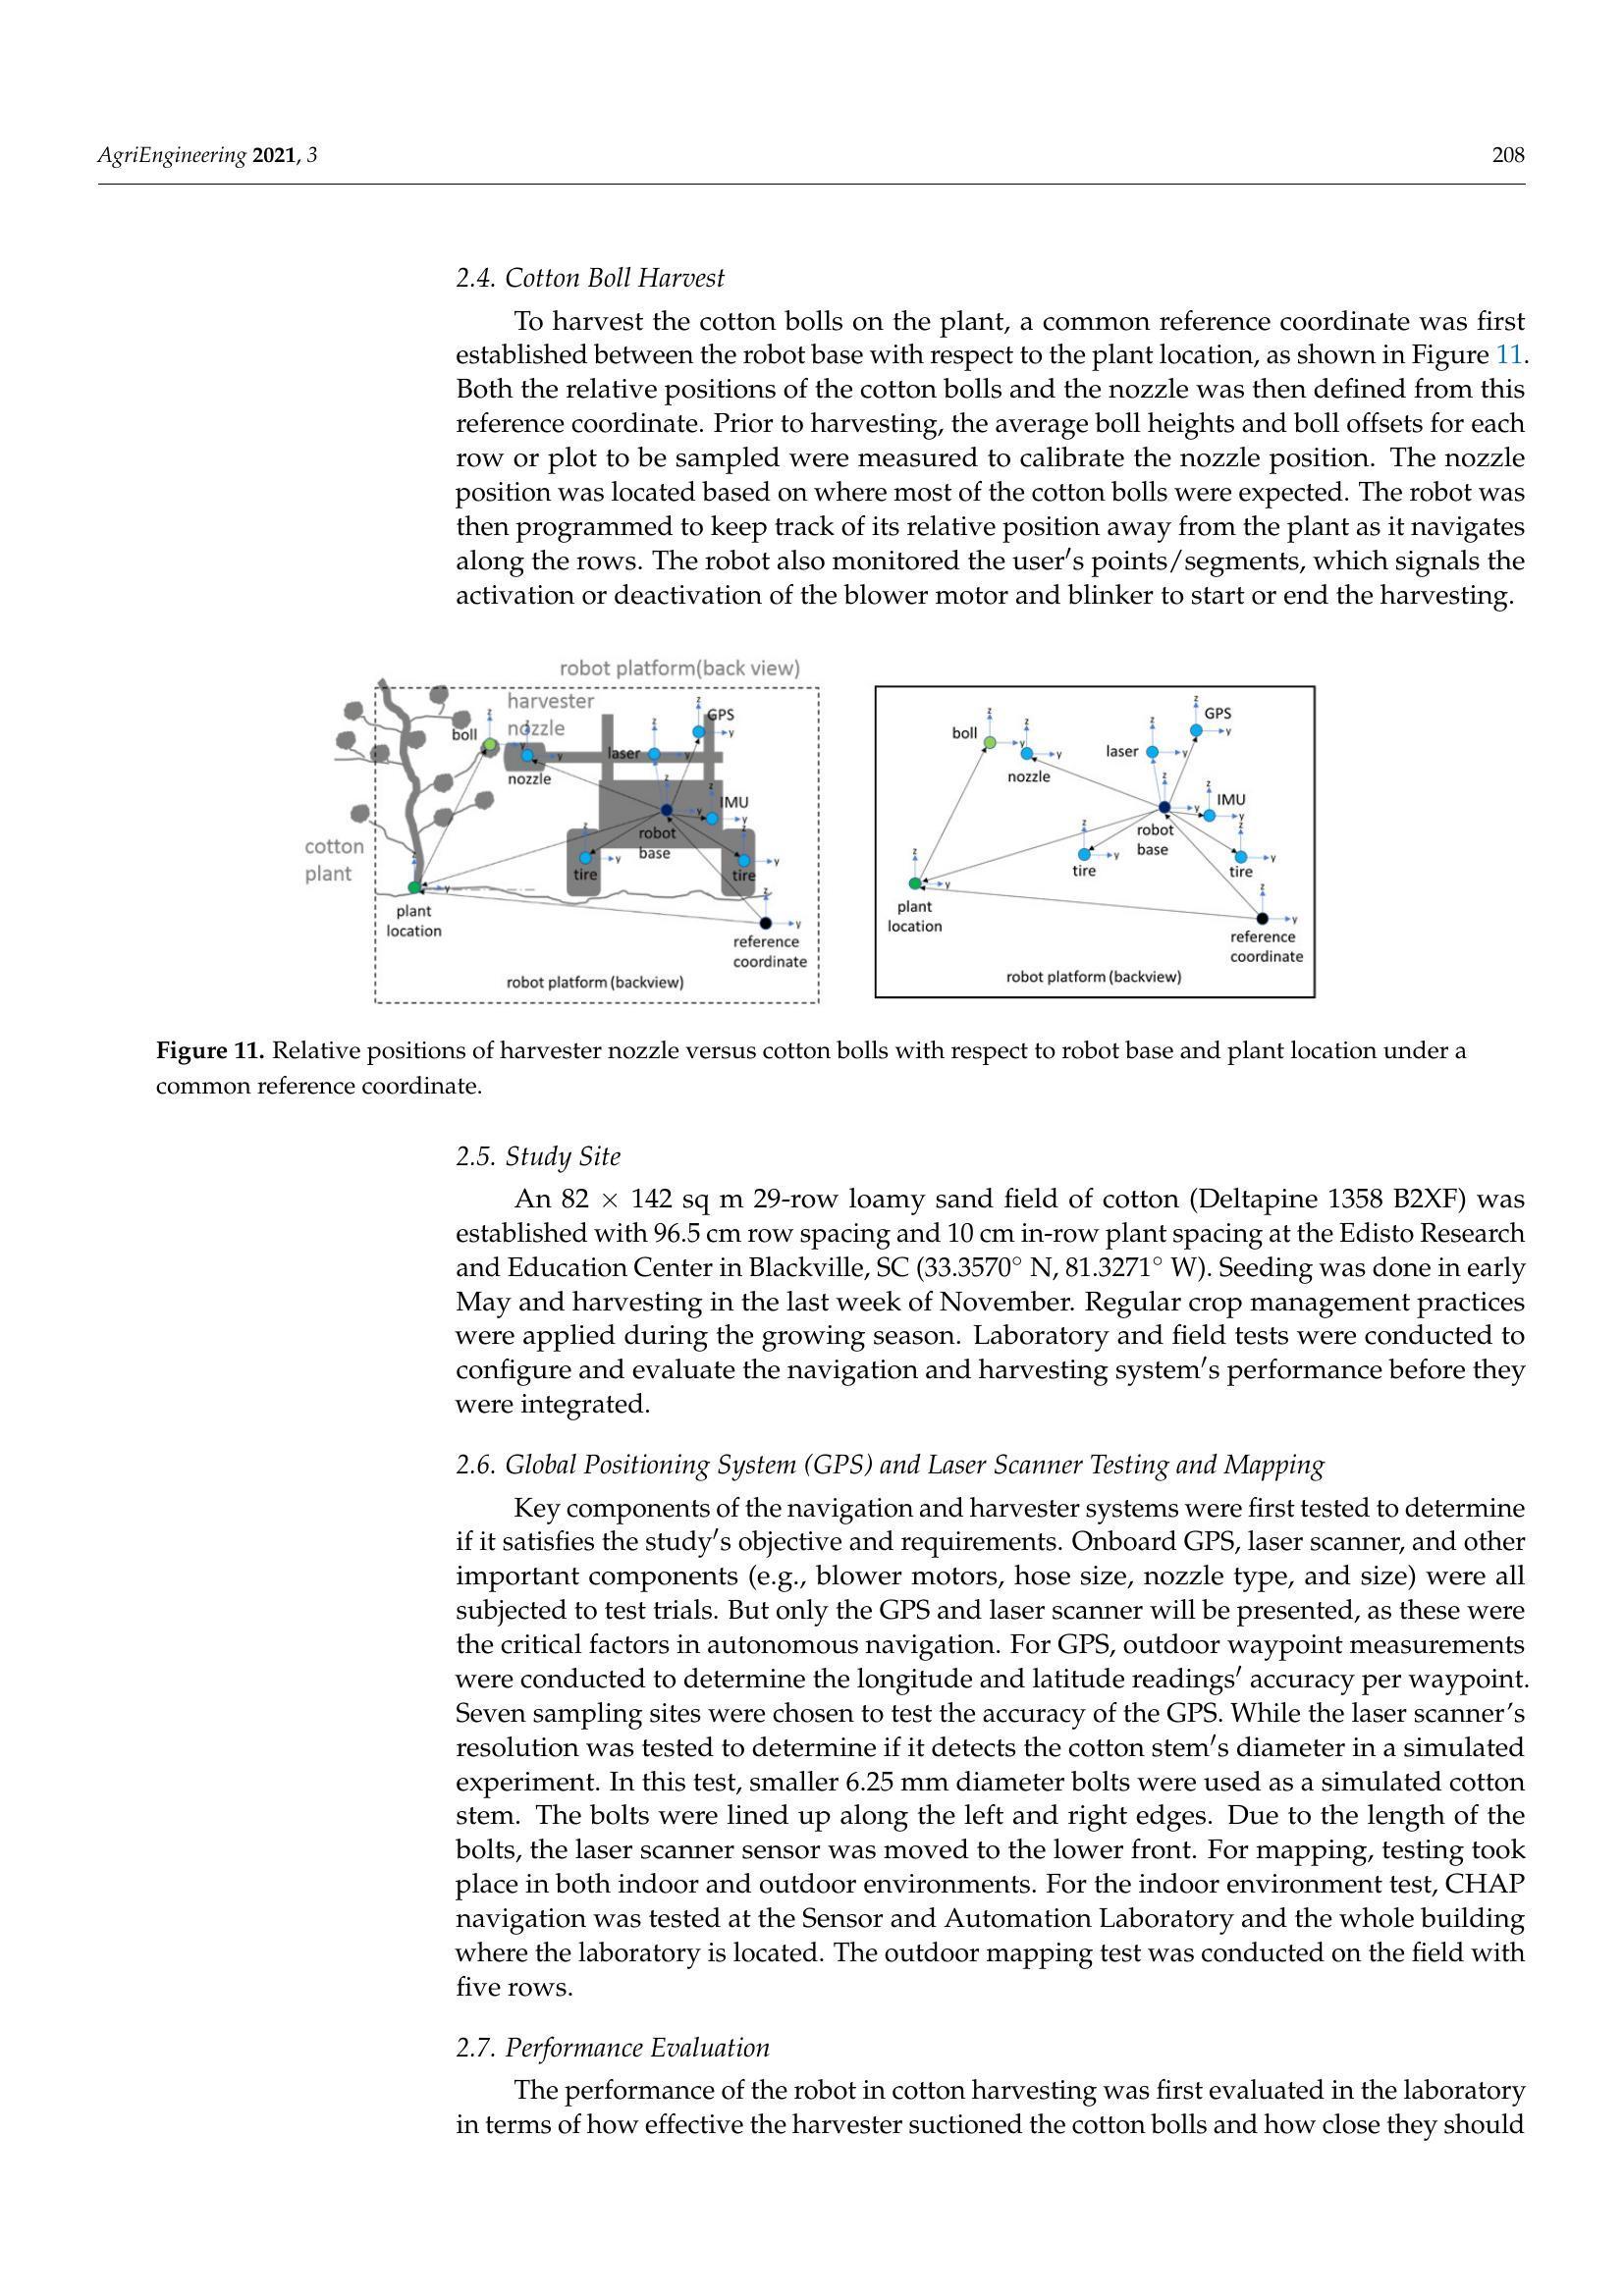 AgriEngineering 2021, 3
208
2.4. Cotton Boll Harvest
To harvest the cotton bolls on the plant, a common reference coordinate was first
established between the robot base with respect to the plant location, as shown in Figure 11.
Both the relative positions of the cotton bolls and the nozzle was then defined from this
reference coordinate. Prior to harvesting, the average boll heights and boll offsets for each
row or plot to be sampled were measured to calibrate the nozzle position. The nozzle
position was located based on where most of the cotton bolls were expected. The robot was
then programmed to keep track of its relative position away from the plant as it navigates
along the rows. The robot also monitored the user′s points/segments, which signals the
activation or deactivation of the blower motor and blinker to start or end the harvesting.
robot platform(back view)
harvester
nozzle
z
GPS
y
boll
z
y
laser
z
y
nozzle
y
z
IMU
z
y
robot
base
y
z
cotton
plant
tire
z
y
tire
z
y
z
y
plant
location
z
y
reference
coordinate
robot platform (backview)
z
GPS
y
boll
z
y
z
y
nozzle
laser
z
y
z
y
robot
base
z
IMU
y
z
y
tire
z
y
tire
z
y
plant
location
z
y
reference
coordinate
robot platform (backview)
Figure 11. Relative positions of harvester nozzle versus cotton bolls with respect to robot base and plant location under a
common reference coordinate.
2.5. Study Site
An 82 × 142 sq m 29-row loamy sand field of cotton (Deltapine 1358 B2XF) was
established with 96.5 cm row spacing and 10 cm in-row plant spacing at the Edisto Research
and Education Center in Blackville, SC (33.3570° N, 81.3271° W). Seeding was done in early
May and harvesting in the last week of November. Regular crop management practices
were applied during the growing season. Laboratory and field tests were conducted to
configure and evaluate the navigation and harvesting system′s performance before they
were integrated.
2.6. Global Positioning System (GPS) and Laser Scanner Testing and Mapping
Key components of the navigation and harvester systems were first tested to determine
if it satisfies the study′s objective and requirements. Onboard GPS, laser scanner, and other
important components (e.g., blower motors, hose size, nozzle type, and size) were all
subjected to test trials. But only the GPS and laser scanner will be presented, as these were
the critical factors in autonomous navigation. For GPS, outdoor waypoint measurements
were conducted to determine the longitude and latitude readings′ accuracy per waypoint.
Seven sampling sites were chosen to test the accuracy of the GPS. While the laser scanner’s
resolution was tested to determine if it detects the cotton stem′s diameter in a simulated
experiment. In this test, smaller 6.25 mm diameter bolts were used as a simulated cotton
stem. The bolts were lined up along the left and right edges. Due to the length of the
bolts, the laser scanner sensor was moved to the lower front. For mapping, testing took
place in both indoor and outdoor environments. For the indoor environment test, CHAP
navigation was tested at the Sensor and Automation Laboratory and the whole building
where the laboratory is located. The outdoor mapping test was conducted on the field with
five rows.
2.7. Performance Evaluation
The performance of the robot in cotton harvesting was first evaluated in the laboratory
in terms of how effective the harvester suctioned the cotton bolls and how close they should